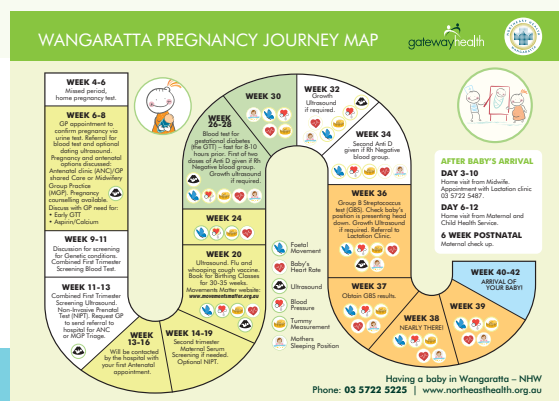 WANGARATTA PREGNANCY JOURNEY MAP
gatewayhealth
NORTHEAST HEALTH
WANGARATTA
WEEK 4-6
Missed period,
home pregnancy test.
WEEK 6-8
GP appointment to
confirm pregnancy via
urine test. Referral for
blood test and optional
dating ultrasound.
Pregnancy and antenatal
options discussed:
Antenatal clinic (ANC)/GP
shared Care or Midwifery
Group Practice
(MGP). Pregnancy
counselling available.
Discuss with GP need for:
• Early GTT
• Aspirin/Calcium
WEEK 9-11
Discussion for screening
for Genetic conditions.
Combined First Trimester
Screening Blood Test.
WEEK 11-13
Combined First Trimester
Screening Ultrasound.
Non-Invasive Prenatal
Test (NIPT). Request GP
to send referral to
hospital for ANC
or MGP Triage.
WEEK
13-16
Will be contacted
by the hospital with
your first Antenatal
appointment.
WEEK 14-19
Second trimester
Maternal Serum
Screening if needed.
Optional NIPT.
WEEK 20
Ultrasound. Flu and
whooping cough vaccine.
Book for Birthing Classes
for 30-35 weeks.
Movements Matter website:
www.movementsmatter.org.au
WEEK 24
WEEK
26-28
Blood test for
gestational diabetes
(the GTT) – fast for 8-10
hours prior. First of two
doses of Anti D given if Rh
Negative blood group.
Growth ultrasound
if required.
WEEK 30
WEEK 32
Growth
Ultrasound
if required.
WEEK 34
Second Anti D
given if Rh Negative
blood group.
WEEK 36
Group B Streptococcus
test (GBS). Check baby's
position is presenting head
down. Growth Ultrasound
if required. Referral to
Lactation Clinic.
WEEK 37
Obtain GBS results.
WEEK 38
NEARLY THERE!
WEEK 39
WEEK 40-42
ARRIVAL OF
YOUR BABY!
Foetal
Movement
Baby's
Heart Rate
Ultrasound
Blood
Pressure
Tummy
Measurement
Mothers
Sleeping Position
AFTER BABY'S ARRIVAL
DAY 3-10
Home visit from Midwife.
Appointment with Lactation clinic
03 5722 5487.
DAY 6-12
Home visit from Maternal and
Child Health Service.
6 WEEK POSTNATAL
Maternal check up.
Having a baby in Wangaratta – NHW
Phone: 03 5722 5225 | www.northeasthealth.org.au